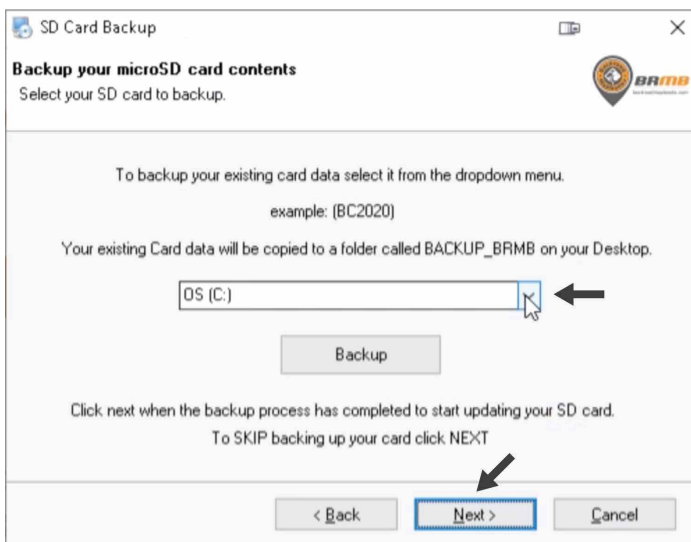 SD Card Backup
Backup your microSD card contents
Select your SD card to backup.
BRMB
To backup your existing card data select it from the dropdown menu.
example: (BC2020)
Your existing Card data will be copied to a folder called BACKUP_BRMB on your Desktop.
OS (C:)
Backup
Click next when the backup process has completed to start updating your SD card.
To SKIP backing up your card click NEXT
< Back
Next >
Cancel